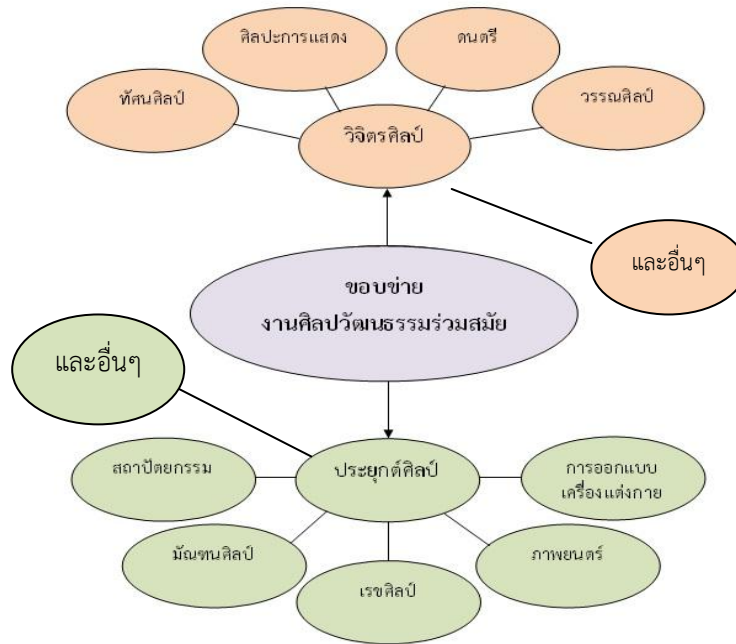 ศิลปะการแสดง
ดนตรี
ทัศนศิลป์
วรรณศิลป์
วิจิตรศิลป์
และอื่นๆ
ขอบข่าย
งานศิลปวัฒนธรรมร่วมสมัย
และอื่นๆ
สถาปัตยกรรม
ประยุกต์ศิลป์
การออกแบบ
เครื่องแต่งกาย
มัณฑนศิลป์
ภาพยนตร์
เรขศิลป์